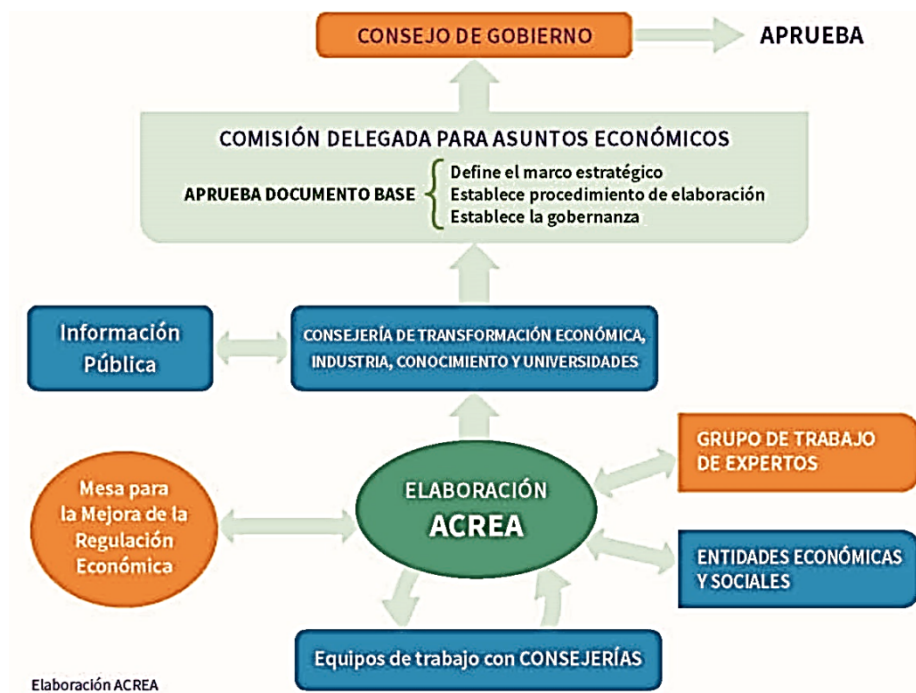 CONSEJO DE GOBIERNO
APRUEBA
COMISIÓN DELEGADA PARA ASUNTOS ECONÓMICOS
APRUEBA DOCUMENTO BASE
Define el marco estratégico
Establece procedimiento de elaboración
Establece la gobernanza
Información
Pública
CONSEJERÍA DE TRANSFORMACIÓN ECONÓMICA,
INDUSTRIA, CONOCIMIENTO Y UNIVERSIDADES
GRUPO DE TRABAJO
DE EXPERTOS
Mesa para
la Mejora de la
Regulación
Económica
ELABORACIÓN
ACREA
ENTIDADES ECONÓMICAS
Y SOCIALES
Equipos de trabajo con CONSEJERÍAS
Elaboración ACREA